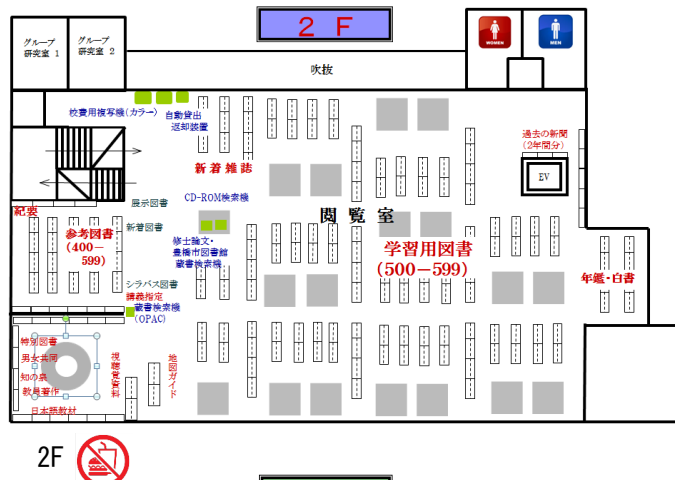 2 F
グループ
研究室 1
グループ
研究室 2
吹抜
WOMEN
MEN
校費用複写機(カラー)
自動貸出
返却装置
過去の新聞
(2年間分)
新着雑誌
EV
展示図書
CD-ROM検索機
紀要
閲覧室
新着図書
参考図書
(400－
599)
修士論文・
豊橋市図書館
蔵書検索機
学習用図書
(500－599)
年鑑・白書
シラバス図書
講義指定
蔵書検索機
(OPAC)
特別図書
男女共同
知の泉
教員著作
日本語教材
視聴覚資料
地図ガイド
2F